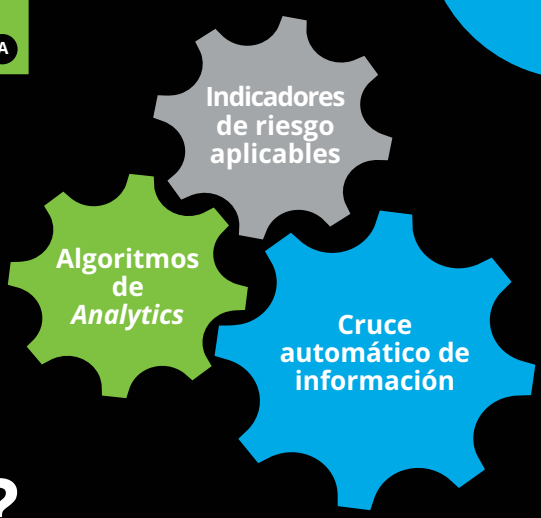 A
Indicadores
de riesgo
aplicables
Algoritmos
de
Analytics
Cruce
automático de
información
?